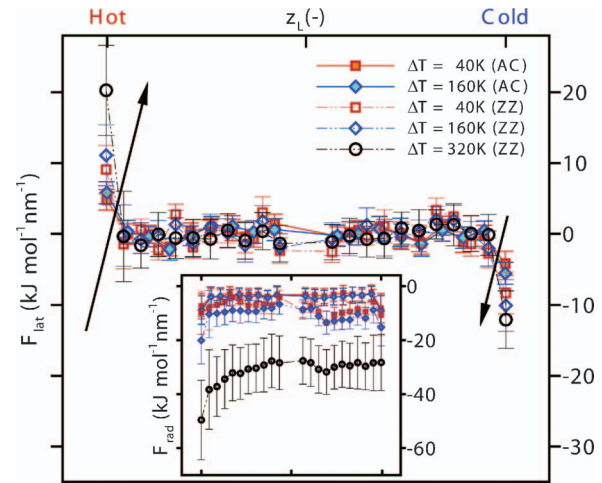 Hot z_L(-) Cold
ΔT = 40K (AC)
ΔT = 160K (AC)
ΔT = 40K (ZZ)
ΔT = 160K (ZZ)
ΔT = 320K (ZZ)
F_lat (kJ mol⁻¹nm⁻¹)
20
10
0
-10
-20
-30
F_rad (kJ mol⁻¹nm⁻¹)
0
-20
-40
-60